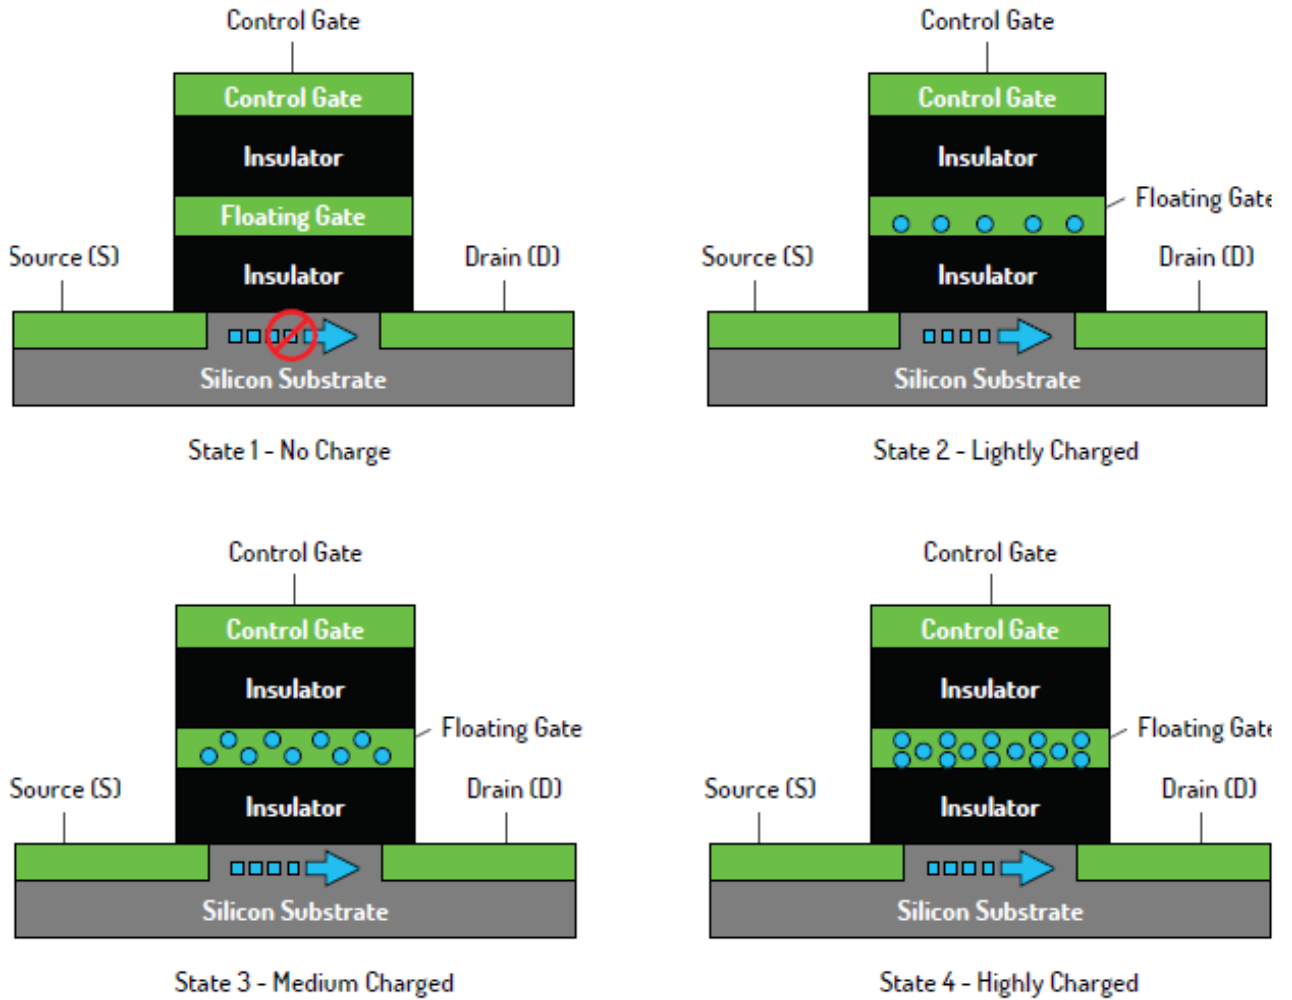 Control Gate
Control Gate
Insulator
Floating Gate
Source (S)
Drain (D)
Insulator
Silicon Substrate
State 1 - No Charge
Control Gate
Control Gate
Insulator
Floating Gate
Source (S)
Drain (D)
Insulator
Silicon Substrate
State 2 - Lightly Charged
Control Gate
Control Gate
Insulator
Floating Gate
Source (S)
Drain (D)
Insulator
Silicon Substrate
State 3 - Medium Charged
Control Gate
Control Gate
Insulator
Floating Gate
Source (S)
Drain (D)
Insulator
Silicon Substrate
State 4 - Highly Charged